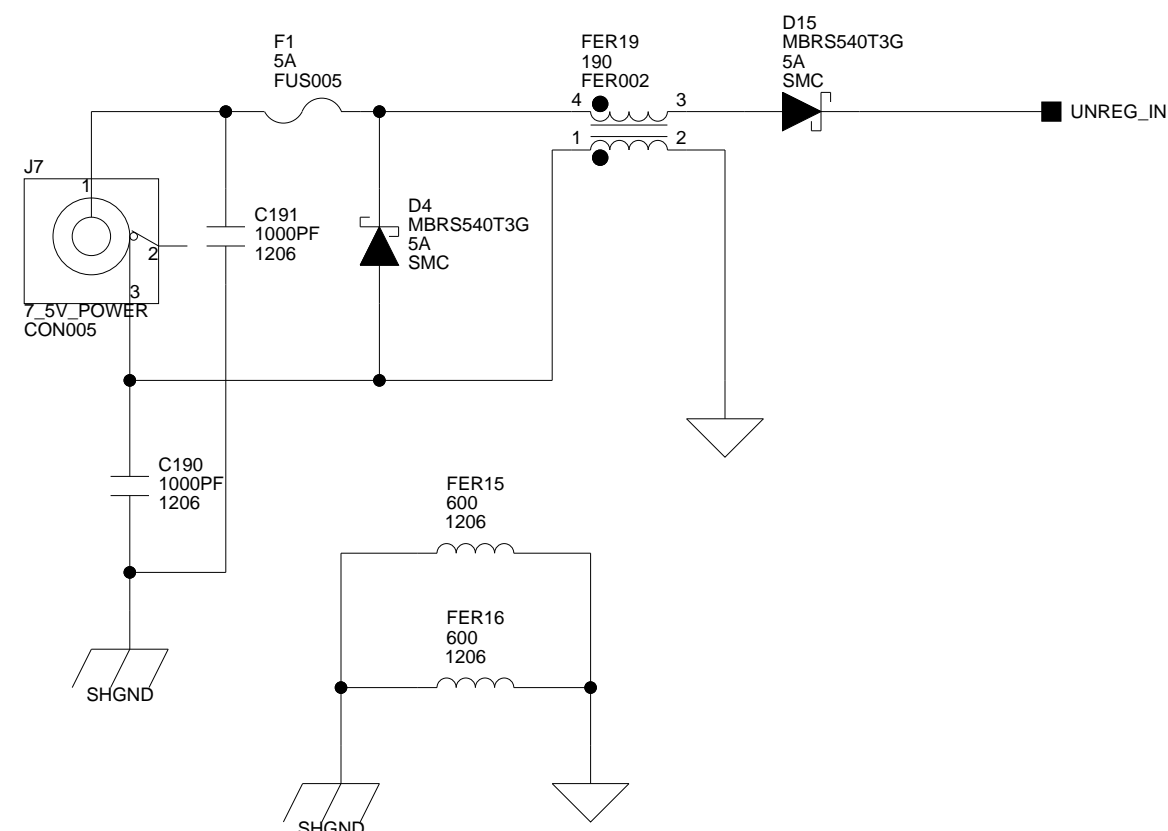 F1
5A
FUS005
FER19
190
FER002
D15
MBRS540T3G
5A
SMC
4
3
1
2
UNREG_IN
J7
1
2
3
7_5V_POWER
CON005
C191
1000PF
1206
D4
MBRS540T3G
5A
SMC
C190
1000PF
1206
SHGND
FER15
600
1206
FER16
600
1206
SHGND